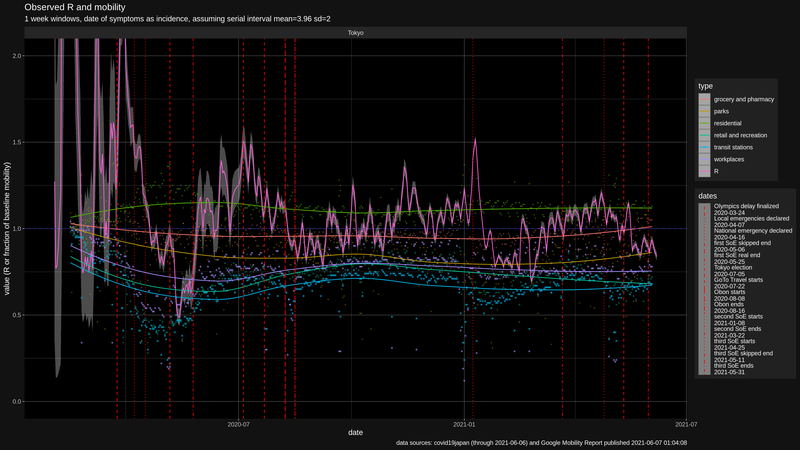 Observed R and mobility
1 week windows, date of symptoms as incidence, assuming serial interval mean=3.96 sd=2
Tokyo
value (R or fraction of baseline mobility)
2.0
1.5
1.0
0.5
0.0
2020-07
2021-01
2021-07
date
type
grocery and pharmacy
parks
residential
retail and recreation
transit stations
workplaces
R
dates
Olympics delay finalized
2020-03-24
Local emergencies declared
2020-04-07
National emergency declared
2020-04-16
first SoE skipped end
2020-05-06
first SoE real end
2020-05-25
Tokyo election
2020-07-05
GoTo Travel starts
2020-07-22
Obon starts
2020-08-08
Obon ends
2020-08-16
second SoE starts
2021-01-08
second SoE ends
2021-03-22
third SoE starts
2021-04-25
third SoE skipped end
2021-05-11
third SoE ends
2021-05-31
data sources: covid19japan (through 2021-06-06) and Google Mobility Report published 2021-06-07 01:04:08